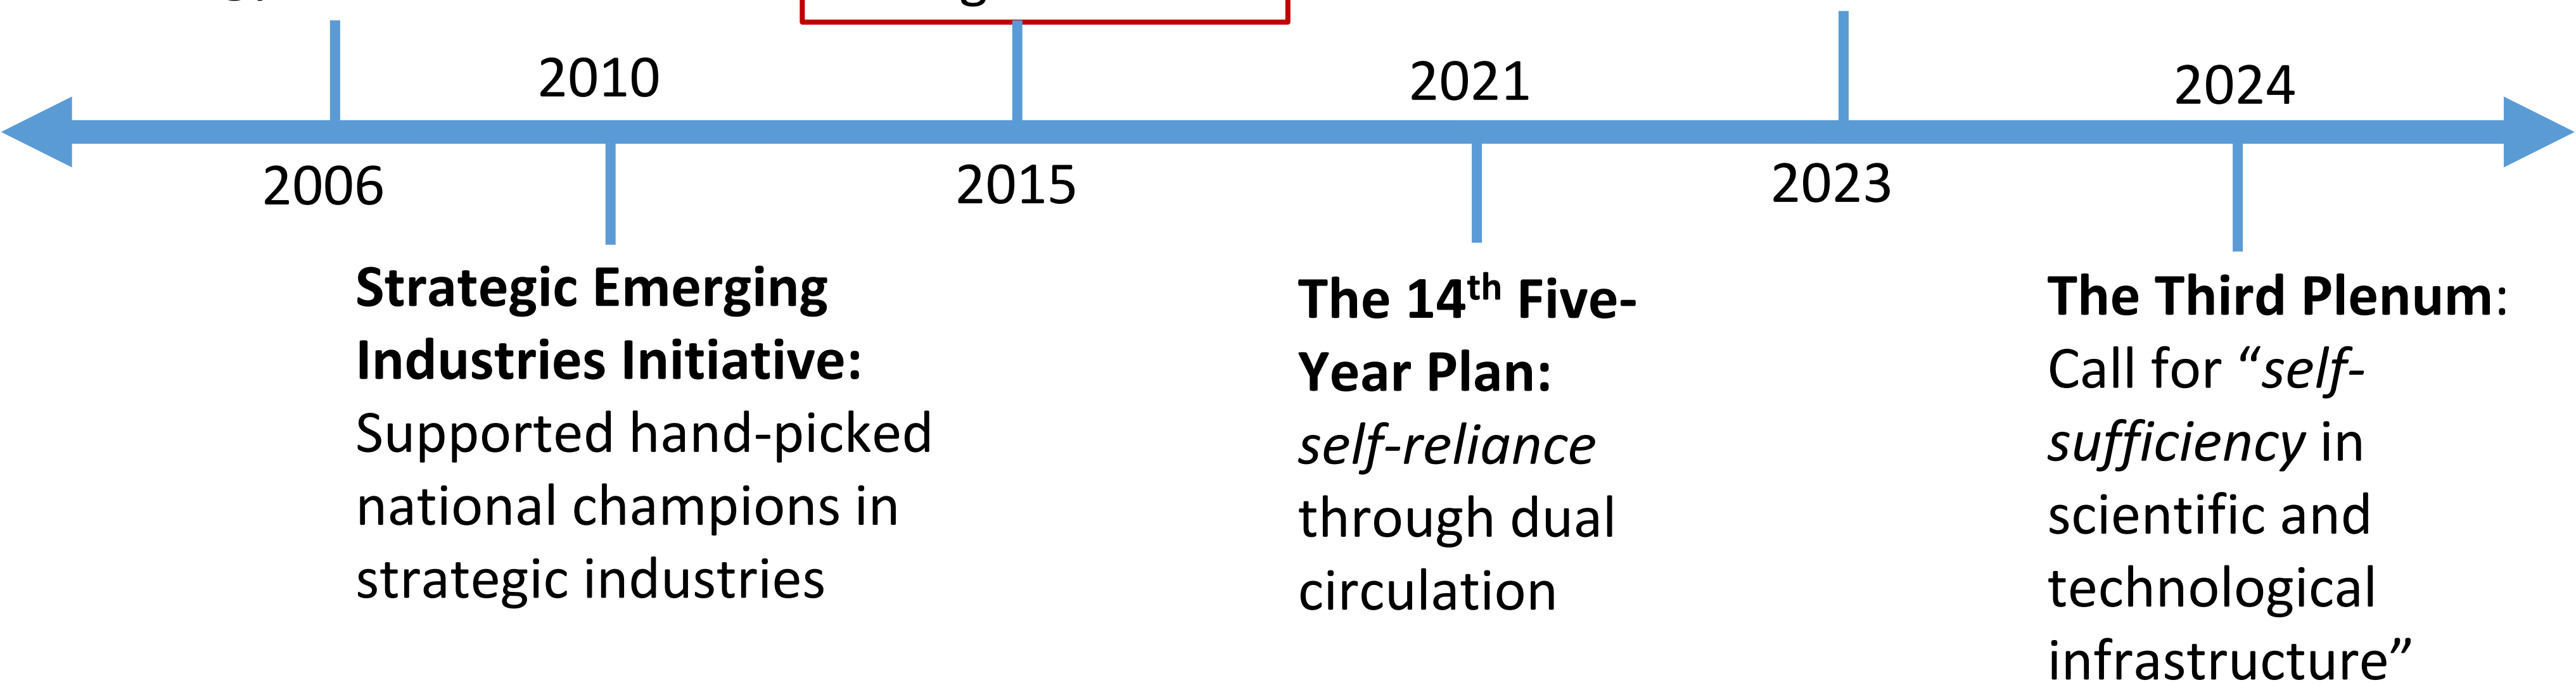 2010
2021
2024
2006
2015
2023
Strategic Emerging
Industries Initiative:
Supported hand-picked
national champions in
strategic industries
The 14th Five-
Year Plan:
self-reliance
through dual
circulation
The Third Plenum:
Call for “self-
sufficiency in
scientific and
technological
infrastructure”